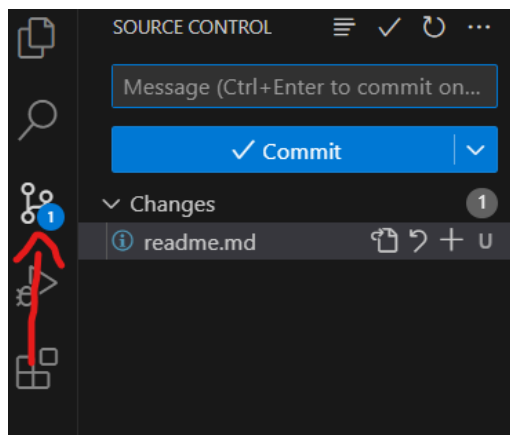 SOURCE CONTROL
Message (Ctrl+Enter to commit on...
Commit
Changes 1
1
readme.md U